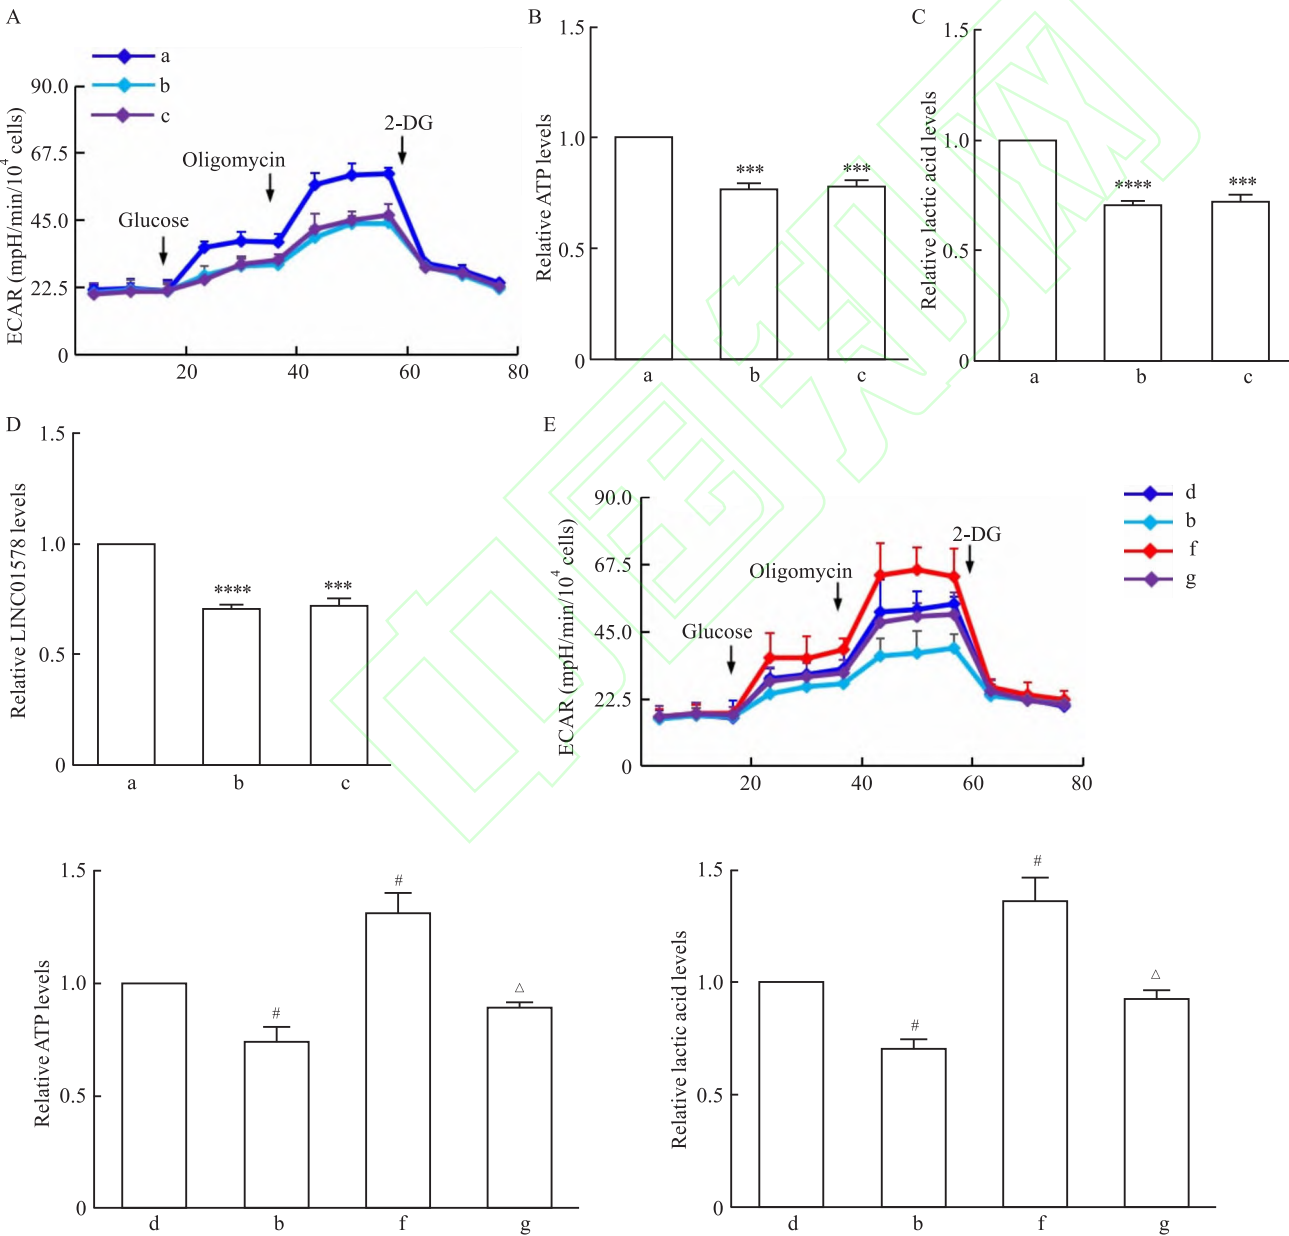 A
a
b
c
ECAR (mpH/min/10⁴ cells)
90.0
67.5
45.0
22.5
0
20
40
60
80
Glucose
Oligomycin
2-DG
B
Relative ATP levels
1.5
1.0
0.5
0
***
***
a
b
c
C
Relative lactic acid levels
1.5
1.0
0.5
0
****
***
a
b
c
D
Relative LINC01578 levels
1.5
1.0
0.5
0
****
***
a
b
c
E
ECAR (mpH/min/10⁴ cells)
90.0
67.5
45.0
22.5
0
20
40
60
80
Glucose
Oligomycin
2-DG
d
b
f
g
Relative ATP levels
1.5
1.0
0.5
0
#
#
△
d
b
f
g
Relative lactic acid levels
1.5
1.0
0.5
0
#
#
△
d
b
f
g